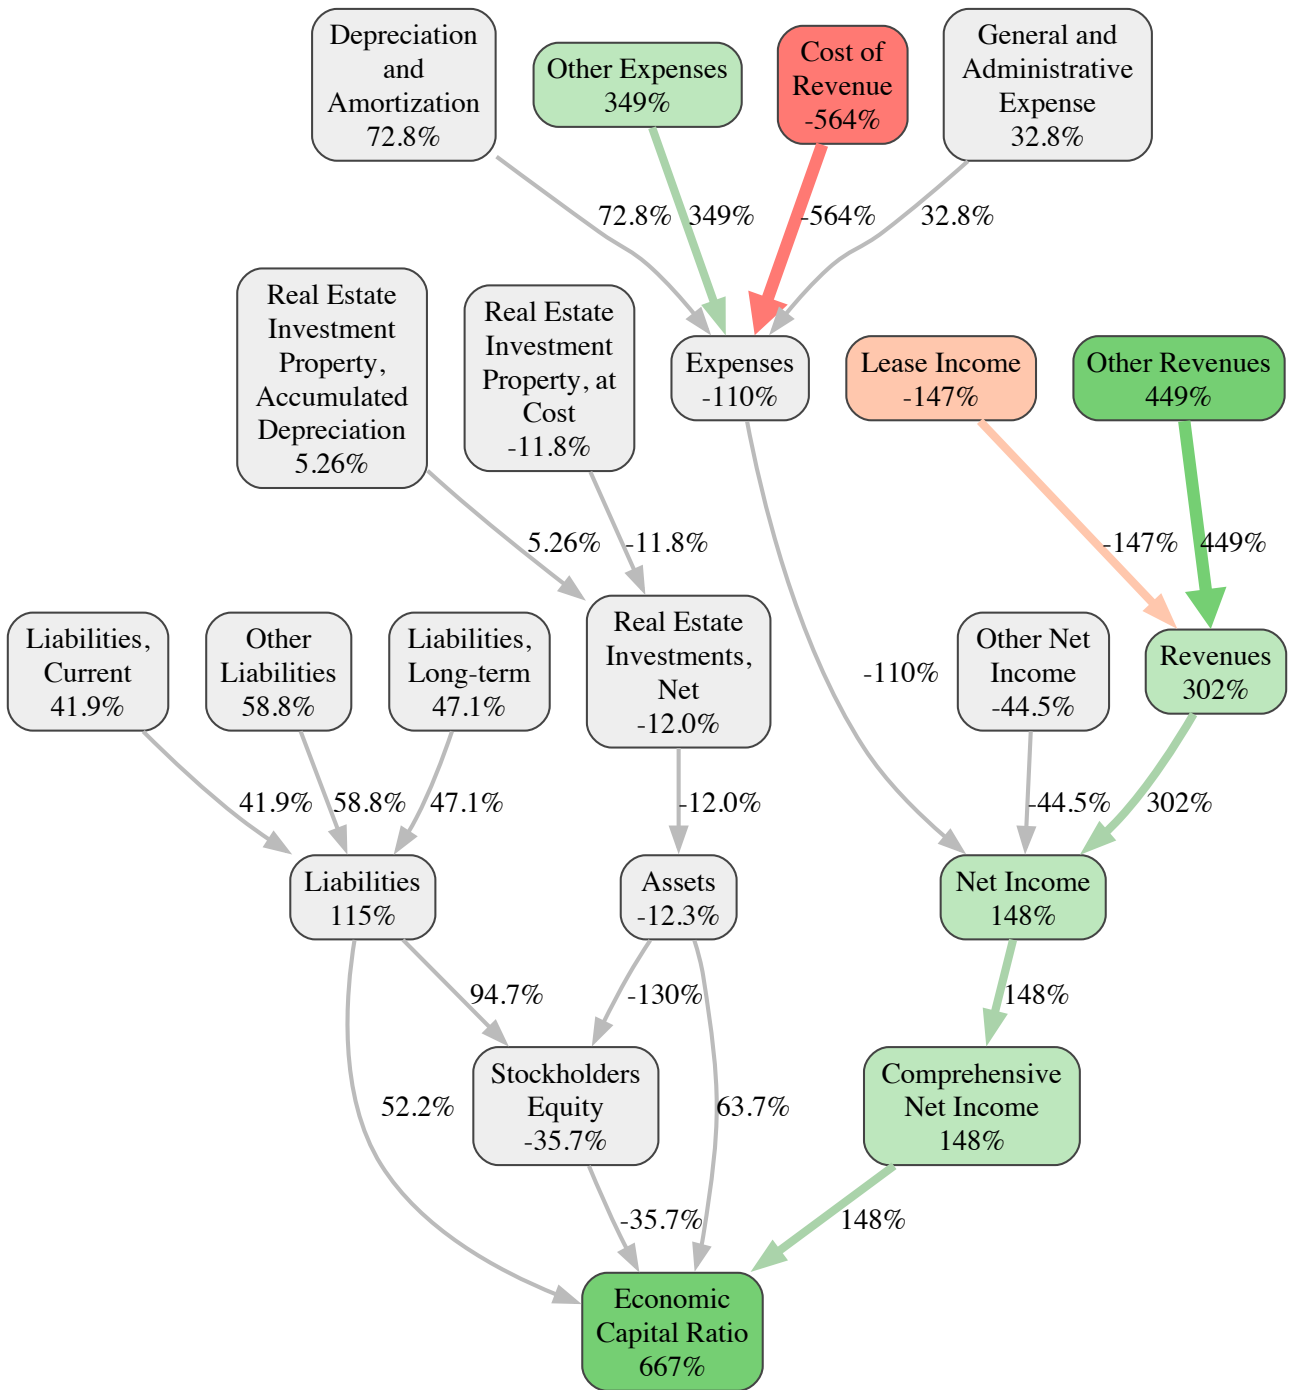 Depreciation
and
Amortization
72.8%
Other Expenses
349%
Cost of
Revenue
-564%
General and
Administrative
Expense
32.8%
72.8%
349%
-564%
32.8%
Real Estate
Investment
Property,
Accumulated
Depreciation
5.26%
Real Estate
Investment
Property, at
Cost
-11.8%
Expenses
-110%
Lease Income
-147%
Other Revenues
449%
5.26%
-11.8%
-147%
449%
Liabilities,
Current
41.9%
Other
Liabilities
58.8%
Liabilities,
Long-term
47.1%
Real Estate
Investments,
Net
-12.0%
-110%
Other Net
Income
-44.5%
Revenues
302%
41.9%
58.8%
47.1%
-12.0%
-44.5%
302%
Liabilities
115%
Assets
-12.3%
Net Income
148%
94.7%
-130%
148%
Stockholders
Equity
-35.7%
Comprehensive
Net Income
148%
52.2%
63.7%
-35.7%
148%
Economic
Capital Ratio
667%